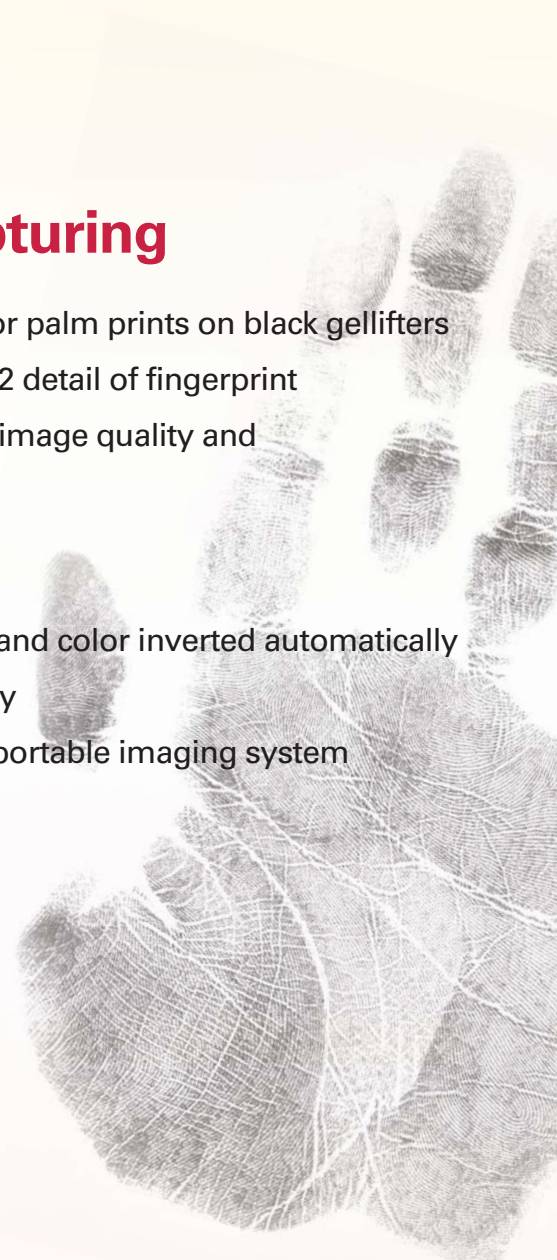 pturing
or palm prints on black gellifters
2 detail of fingerprint
image quality and
and color inverted automatically
y
portable imaging system